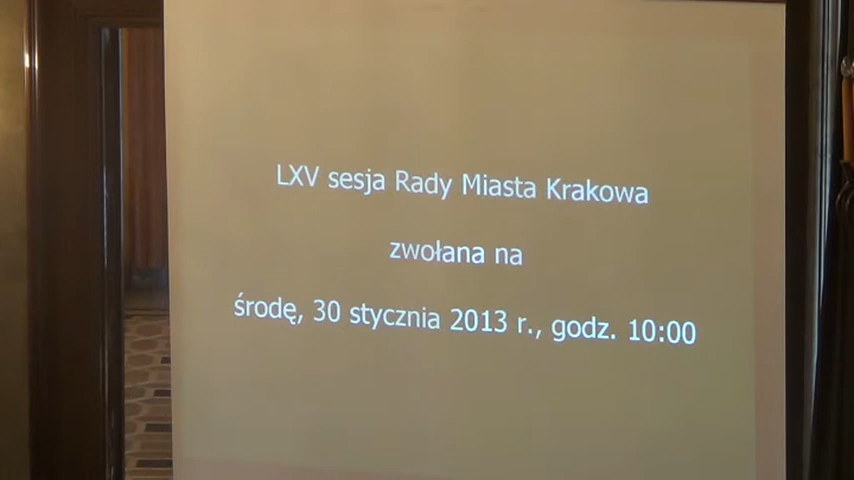 LXV sesja Rady Miasta Krakowa
zwołana na
środę, 30 stycznia 2013 r., godz. 10:00